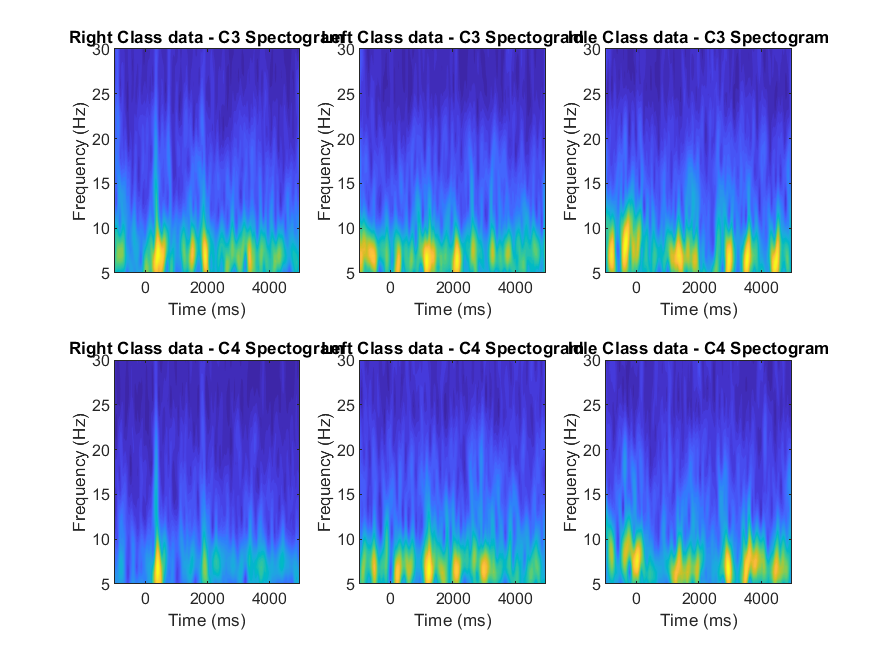 Right Class data - C3 Spectogram
Left Class data - C3 Spectogram
Idle Class data - C3 Spectogram
30
25
20
15
10
5
Frequency (Hz)
0 2000 4000
Time (ms)
30
25
20
15
10
5
Frequency (Hz)
0 2000 4000
Time (ms)
30
25
20
15
10
5
Frequency (Hz)
0 2000 4000
Time (ms)
Right Class data - C4 Spectogram
Left Class data - C4 Spectogram
Idle Class data - C4 Spectogram
30
25
20
15
10
5
Frequency (Hz)
0 2000 4000
Time (ms)
30
25
20
15
10
5
Frequency (Hz)
0 2000 4000
Time (ms)
30
25
20
15
10
5
Frequency (Hz)
0 2000 4000
Time (ms)